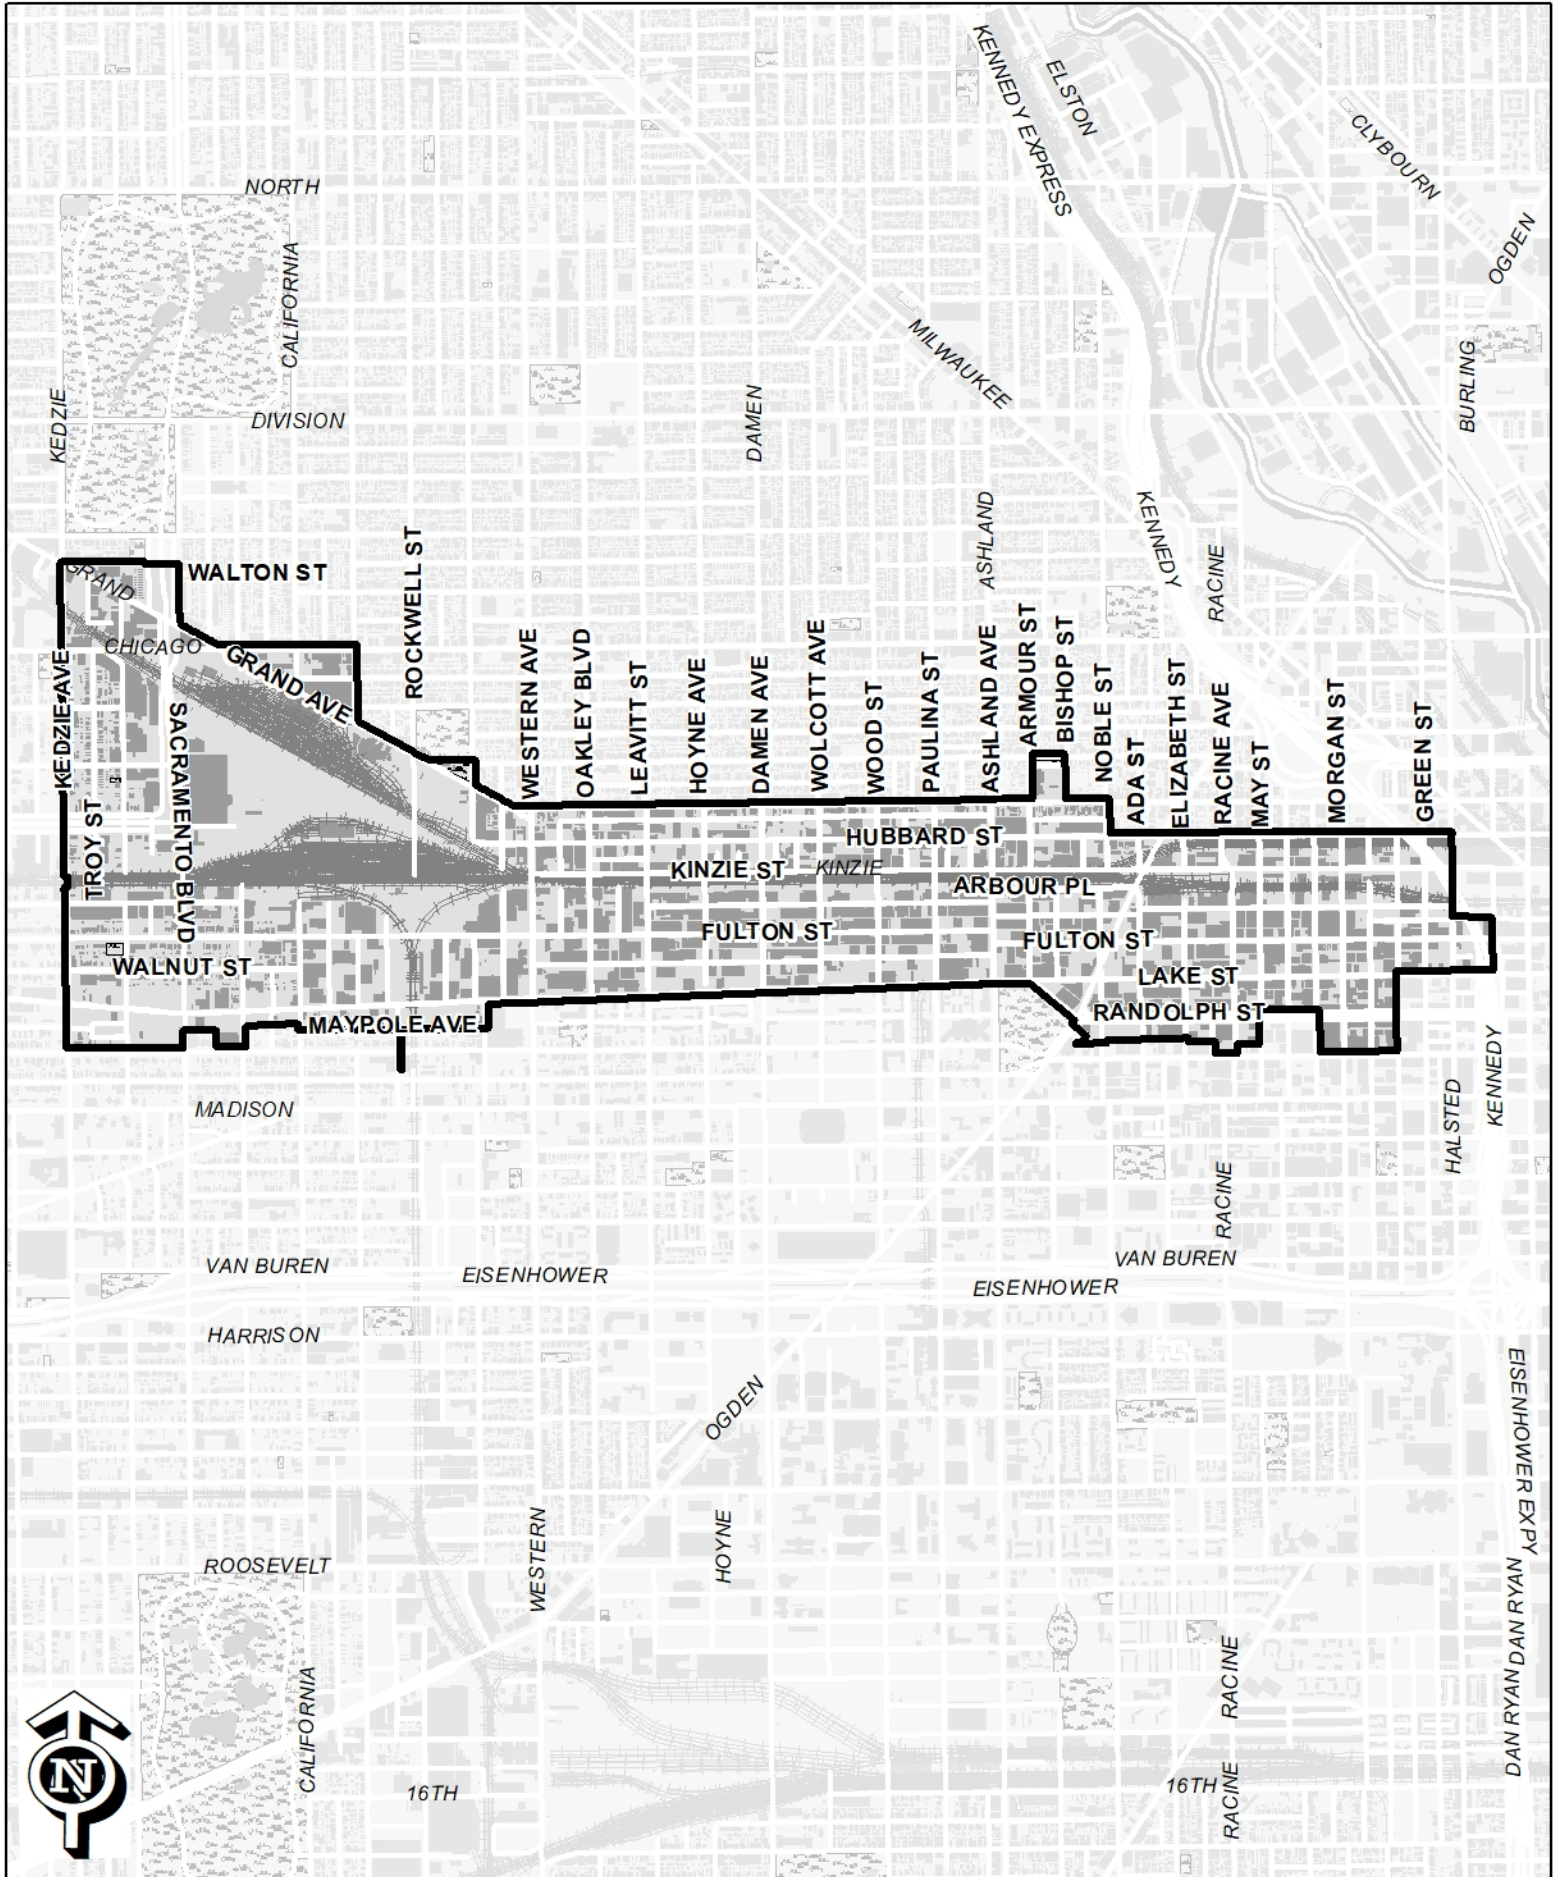 KENNEDY EXPRESS
ELSTON
CLYBOURN
OGDEN
NORTH
CALIFORNIA
KEDZIE
DIVISION
MILWAUKEE
DAMEN
BURLING
ASHLAND
KENNEDY
RACINE
GRAND
WALTON ST
CHICAGO
GRAND AVE
KEDZIE AVE
ROCKWELL ST
WESTERN AVE
OAKLEY BLVD
LEAVITT ST
HOYNE AVE
DAMEN AVE
WOLCOTT AVE
WOOD ST
PAULINA ST
ASHLAND AVE
ARMOUR ST
BISHOP ST
NOBLE ST
ADA ST
ELIZABETH ST
RACINE AVE
MAY ST
MORGAN ST
GREEN ST
TROY ST
SACRAMENTO BLVD
HUBBARD ST
KINZIE ST
KINZIE
ARBOUR PL
FULTON ST
FULTON ST
WALNUT ST
LAKE ST
RANDOLPH ST
MAYPOLE AVE
MADISON
HALSTED
KENNEDY
RACINE
VAN BUREN
EISENHOWER
VAN BUREN
EISENHOWER
HARRISON
OGDEN
EISENHOWER EXPY
WESTERN
HOYNE
ROOSEVELT
DAN RYAN
CALIFORNIA
RACINE
DAN RYAN
16TH
16TH
RACINE
N